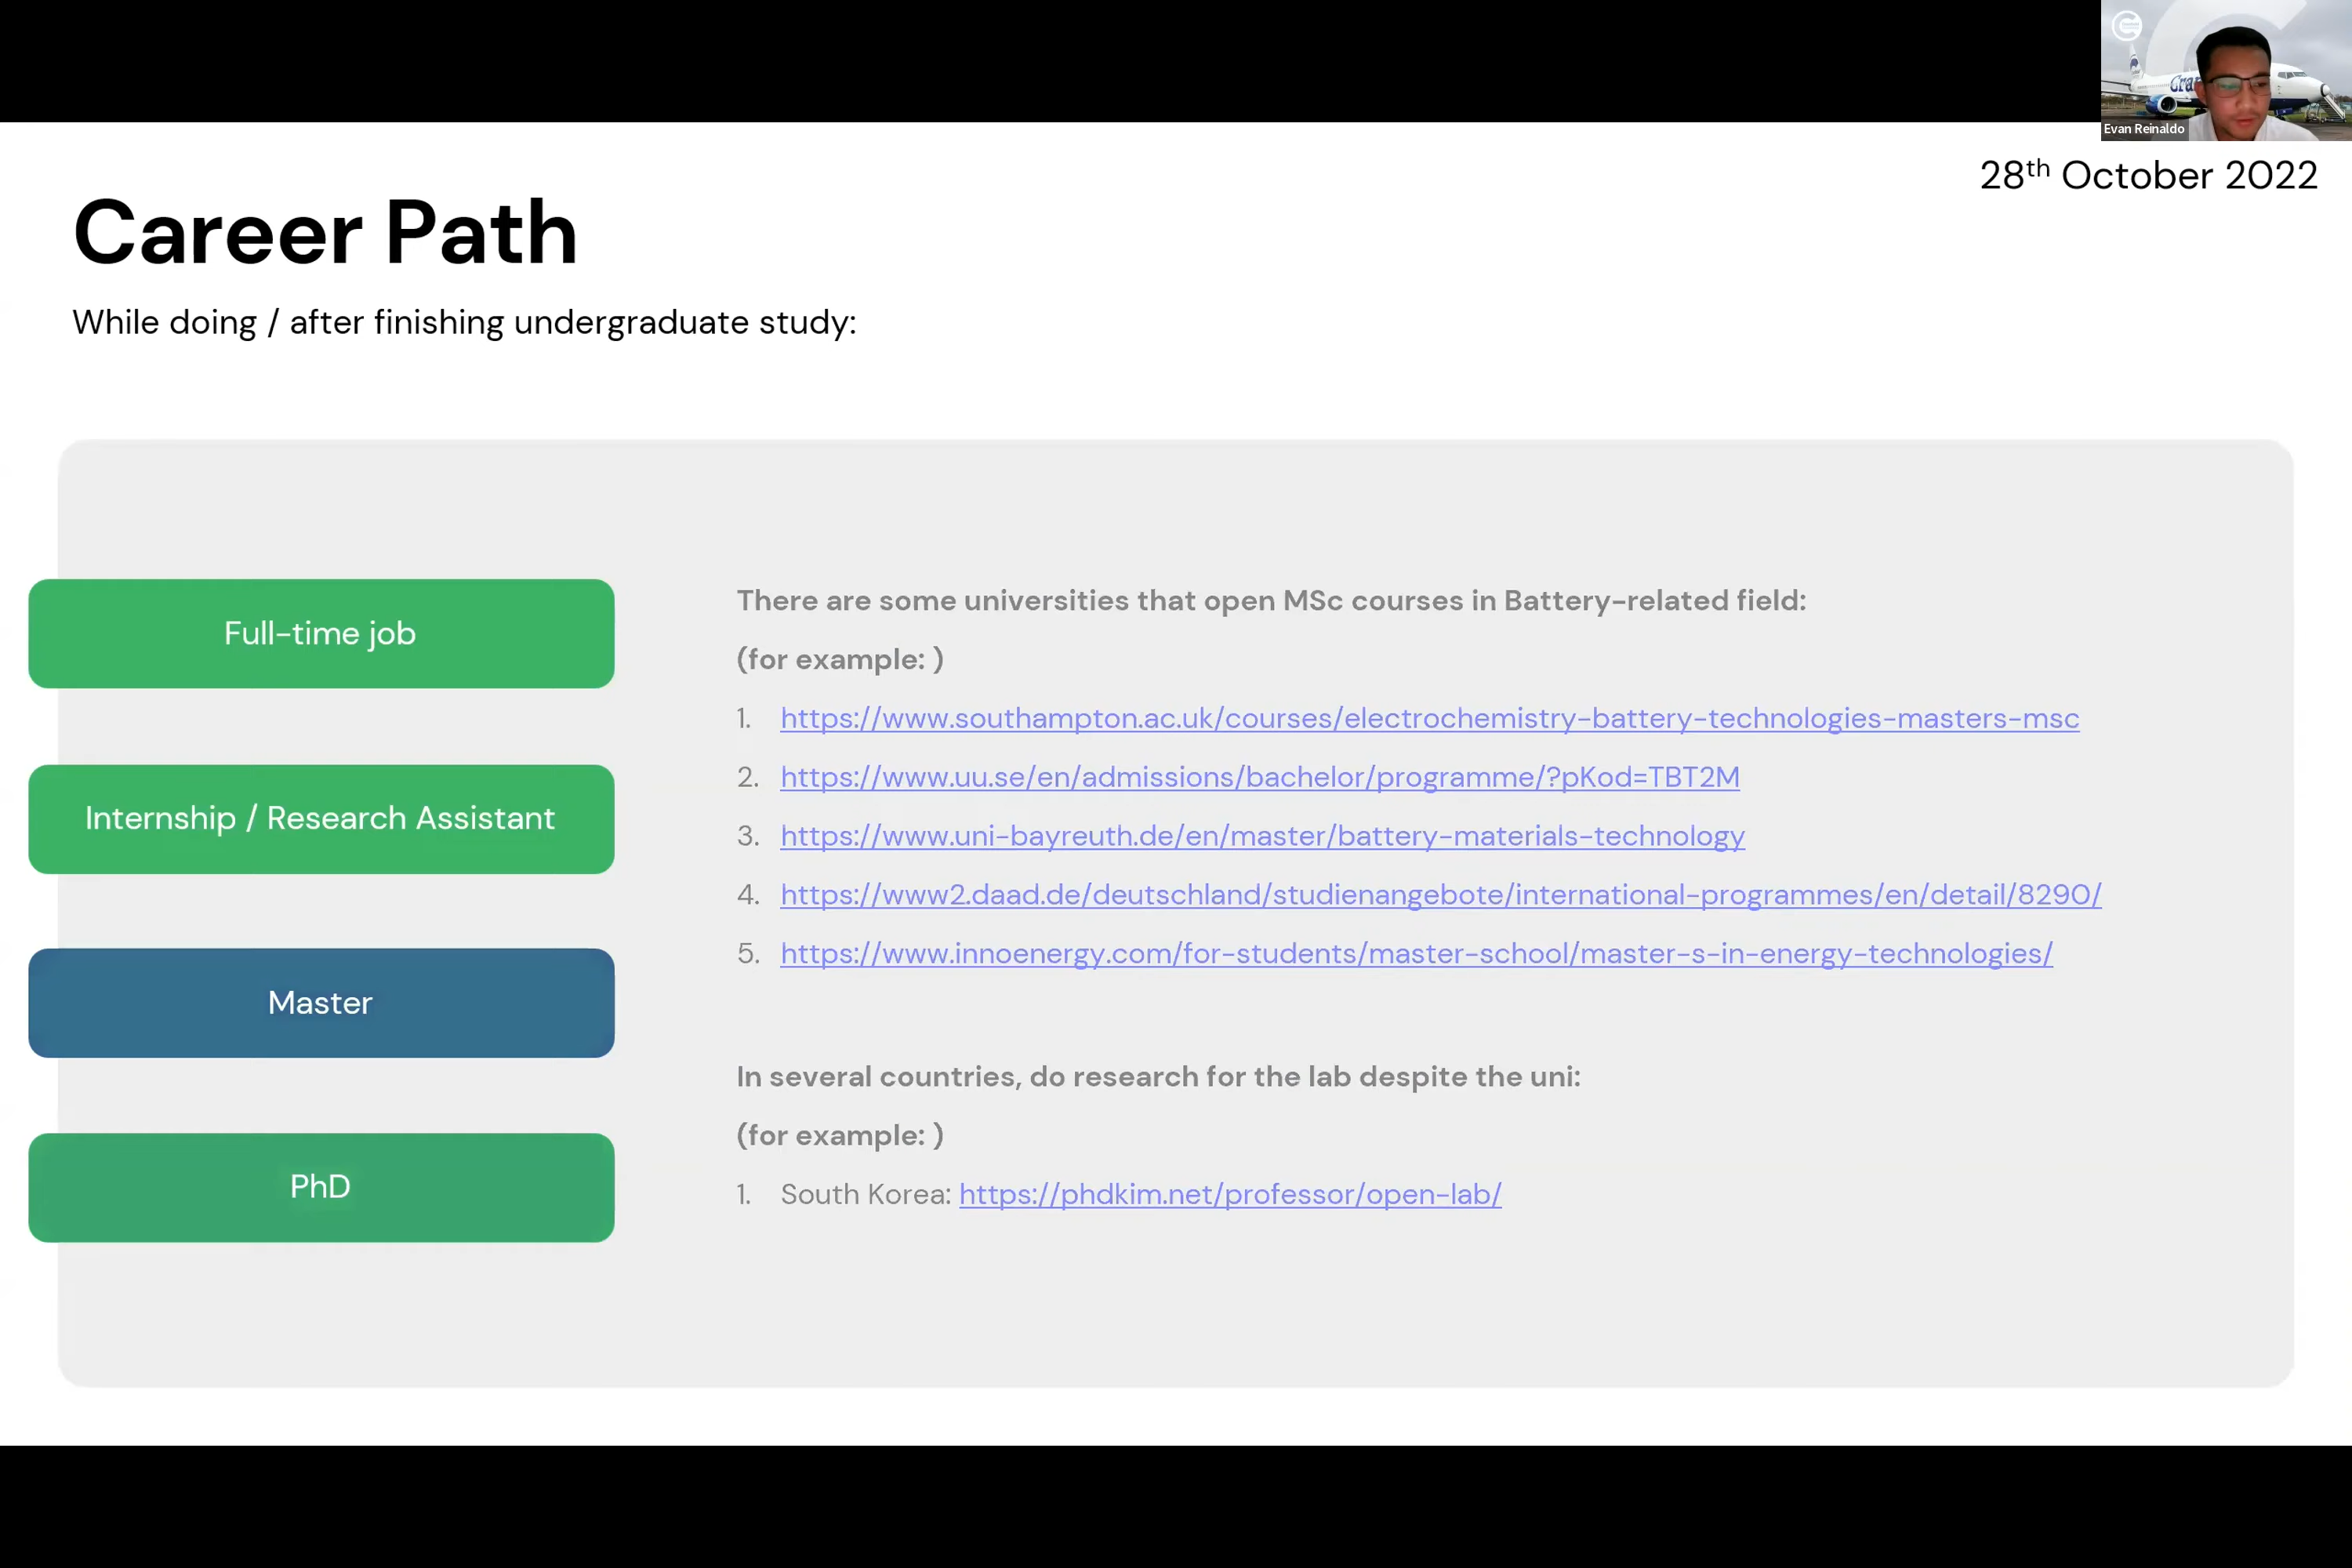 Evan Reinaldo
28th October 2022
Career Path
While doing / after finishing undergraduate study:
Full-time job
Internship / Research Assistant
Master
PhD
There are some universities that open MSc courses in Battery-related field:
(for example: )
1. https://www.southampton.ac.uk/courses/electrochemistry-battery-technologies-masters-msc
2. https://www.uu.se/en/admissions/bachelor/programme/?pKod=TBT2M
3. https://www.uni-bayreuth.de/en/master/battery-materials-technology
4. https://www2.daad.de/deutschland/studienangebote/international-programmes/en/detail/8290/
5. https://www.innoenergy.com/for-students/master-school/master-s-in-energy-technologies/
In several countries, do research for the lab despite the uni:
(for example: )
1. South Korea: https://phdkim.net/professor/open-lab/